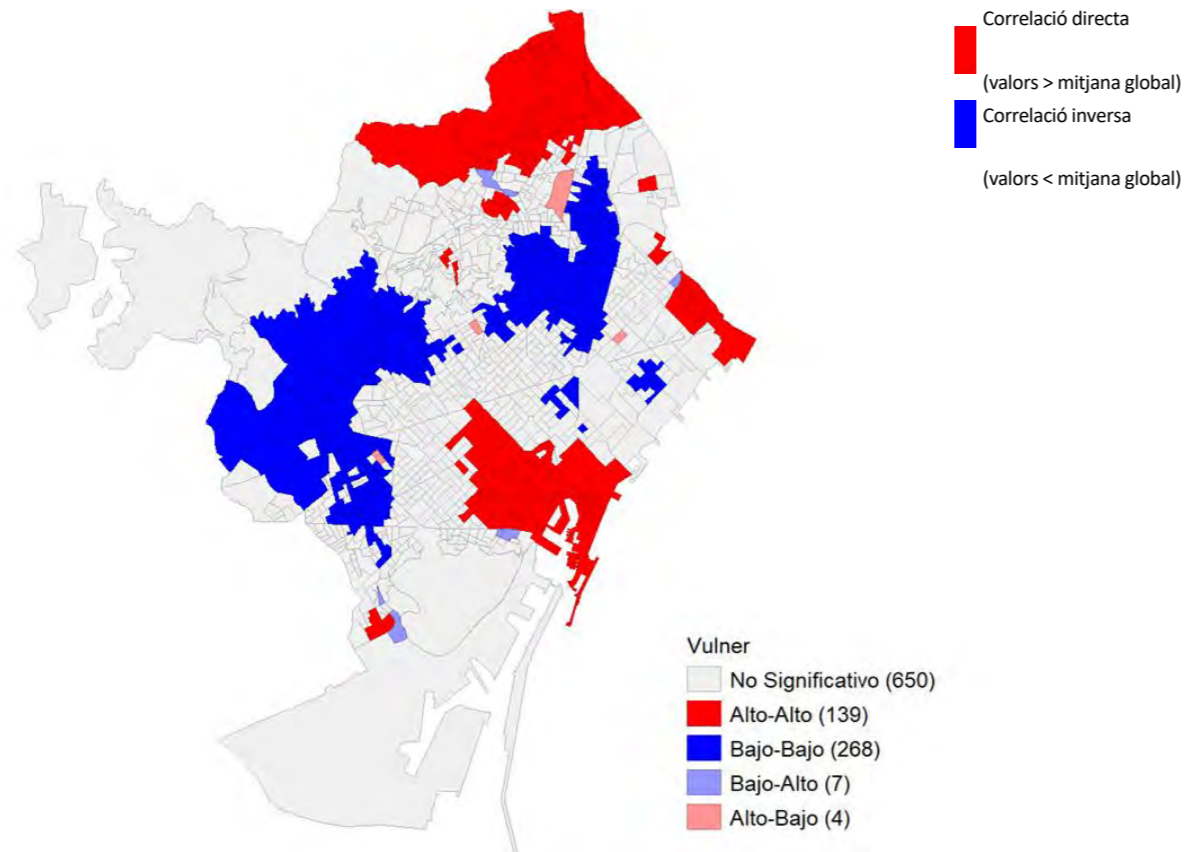 Correlació directa
(valors > mitjana global)
Correlació inversa
(valors < mitjana global)
Vulner
No Significativo (650)
Alto-Alto (139)
Bajo-Bajo (268)
Bajo-Alto (7)
Alto-Bajo (4)